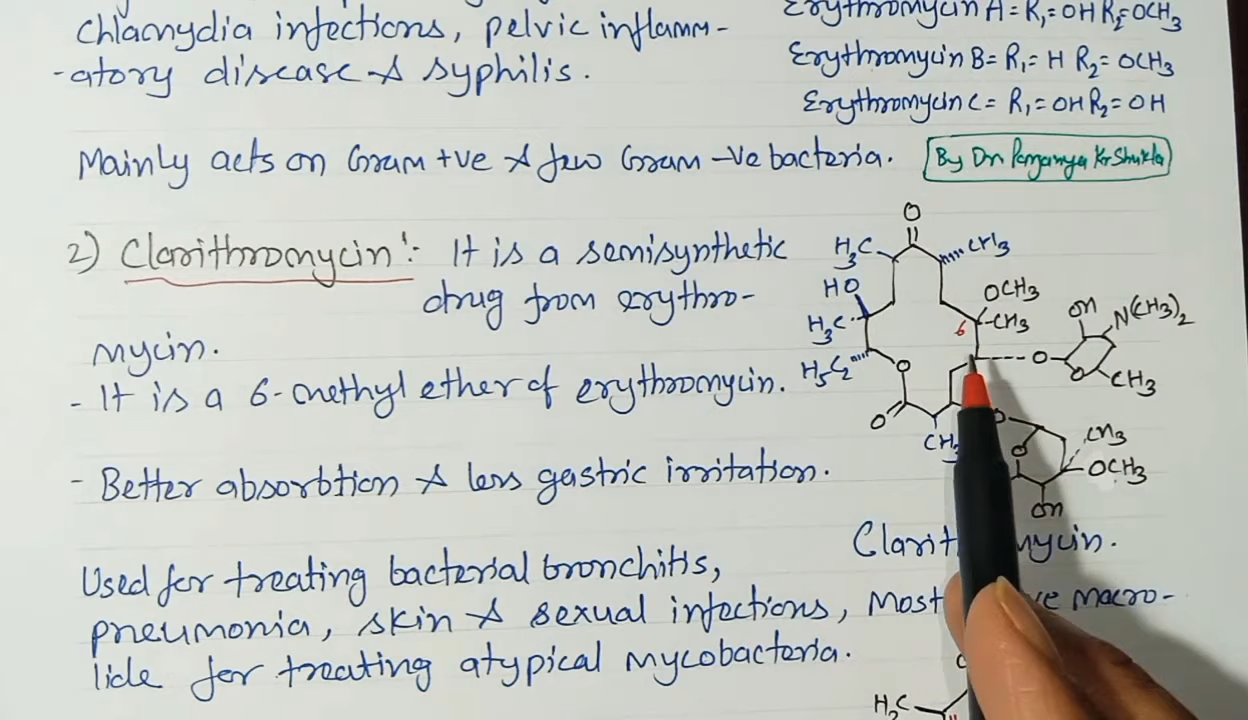 Chlamydia infections, pelvic inflamm-
-atory disease & syphilis.
Erythromycin A = R1 = OH R2 = OCH3
Erythromycin B = R1 = H R2 = OCH3
Erythromycin C = R1 = OH R2 = OH
Mainly acts on Gram +ve & few Gram -ve bacteria.
By Dr Kr Shukla
2) Clarithromycin :- It is a semisynthetic
drug from erythro-
mycin.
- It is a 6-methyl ether of erythromycin.
- Better absorbtion & less gastric irritation.
Used for treating bacterial bronchitis,
pneumonia, skin & sexual infections, Most
macro-
lide for treating atypical mycobacteria.
O
H3C
CH3
HO
OCH3
H3C
6
CH3
OH
N(CH3)2
H5C2
O
O
O
CH3
O
O
CH3
CH3
O
OCH3
OH
Clarit mycin.
H3C